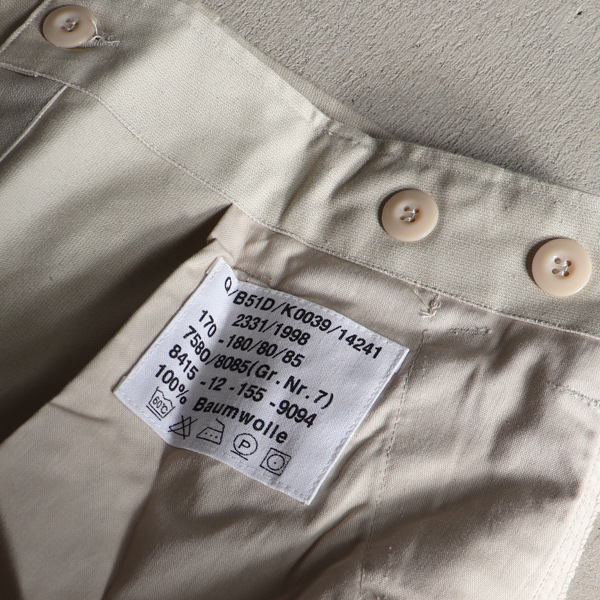 Q/B51D/K0039/14241
2331/1998
170 -180/80/85
7580/8085(Gr.Nr.7)
8415 -12 -155 -9094
100% Baumwolle
60°C P